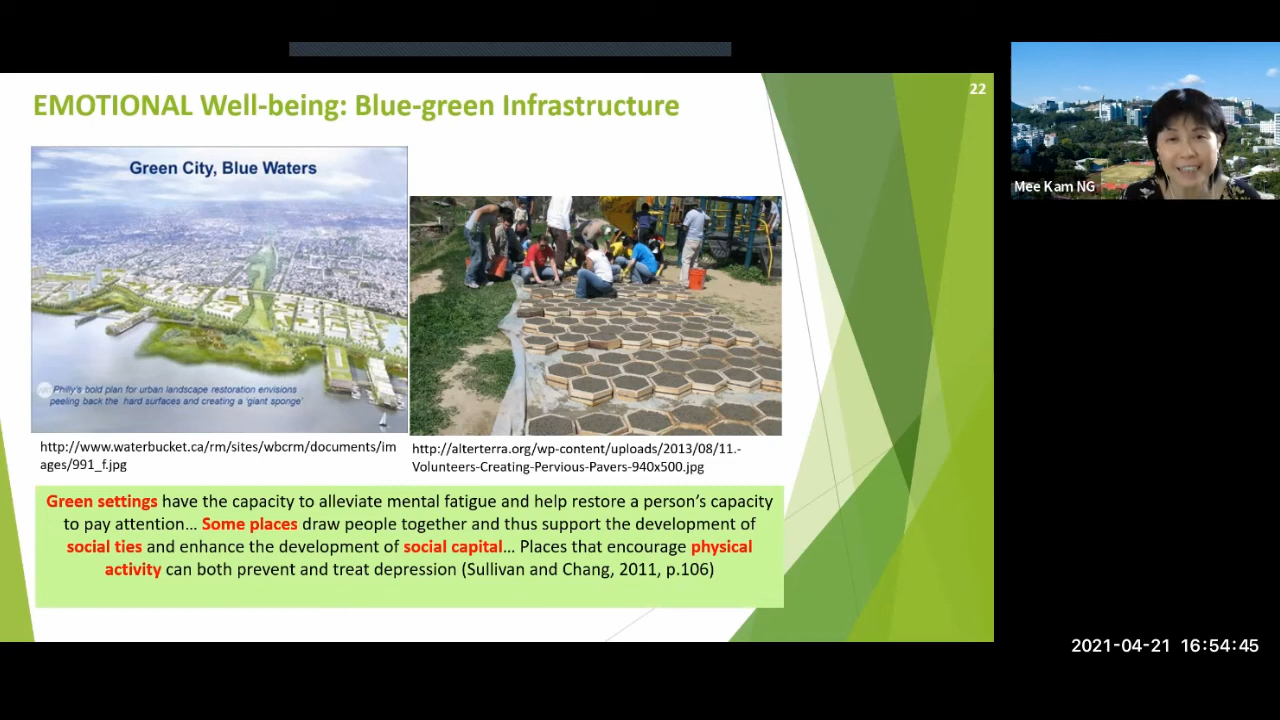 EMOTIONAL Well-being: Blue-green Infrastructure
22
Green City, Blue Waters
Philly's bold plan for urban landscape restoration envisions
peeling back the hard surfaces and creating a 'giant sponge'
http://www.waterbucket.ca/rm/sites/wbcrm/documents/im
ages/991_f.jpg
http://alterterra.org/wp-content/uploads/2013/08/11.-
Volunteers-Creating-Pervious-Pavers-940x500.jpg
Green settings have the capacity to alleviate mental fatigue and help restore a person's capacity
to pay attention... Some places draw people together and thus support the development of
social ties and enhance the development of social capital... Places that encourage physical
activity can both prevent and treat depression (Sullivan and Chang, 2011, p.106)
Mee Kam NG
2021-04-21 16:54:45